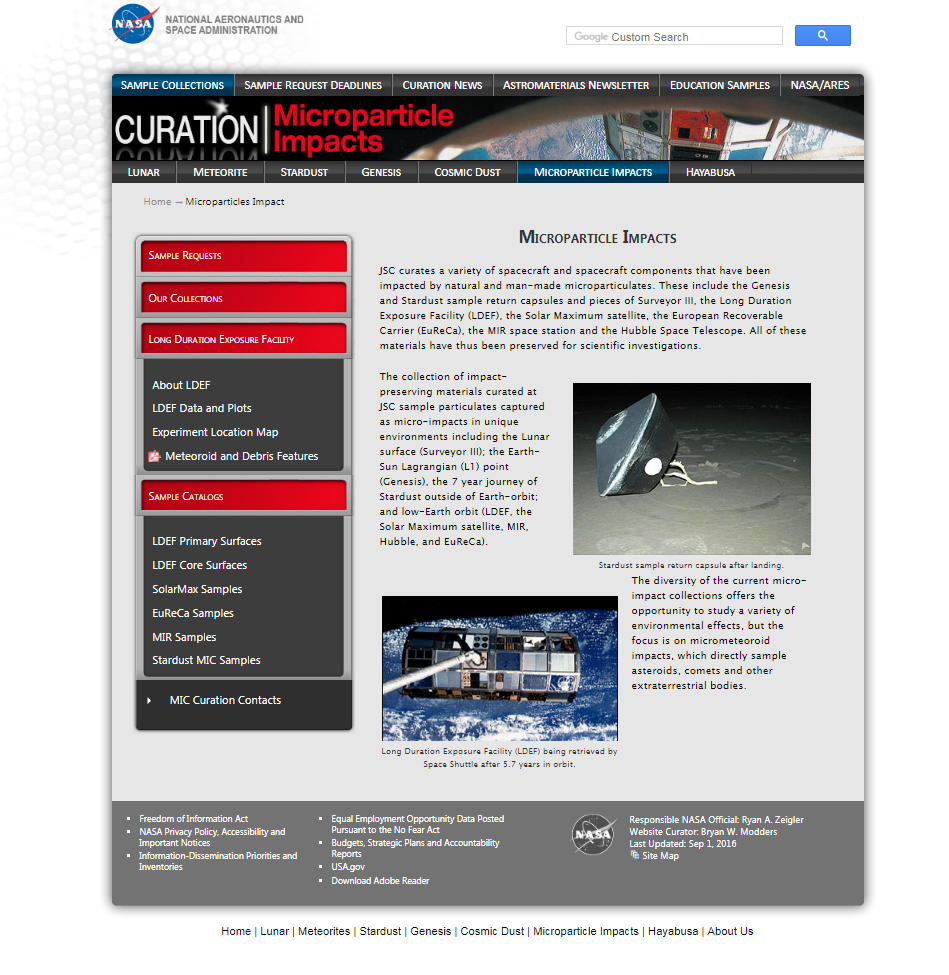 NASA
NATIONAL AERONAUTICS AND
SPACE ADMINISTRATION
Google Custom Search
SAMPLE COLLECTIONS
SAMPLE REQUEST DEADLINES
CURATION NEWS
ASTROMATERIALS NEWSLETTER
EDUCATION SAMPLES
NASA/ARES
CURATION
Microparticle
Impacts
LUNAR
METEORITE
STARDUST
GENESIS
COSMIC DUST
MICROPARTICLE IMPACTS
HAYABUSA
Home → Microparticles Impact
SAMPLE REQUESTS
OUR COLLECTIONS
LONG DURATION EXPOSURE FACILITY
About LDEF
LDEF Data and Plots
Experiment Location Map
Meteoroid and Debris Features
SAMPLE CATALOGS
LDEF Primary Surfaces
LDEF Core Surfaces
SolarMax Samples
EuReCa Samples
MIR Samples
Stardust MIC Samples
MIC Curation Contacts
MICROPARTICLE IMPACTS
JSC curates a variety of spacecraft and spacecraft components that have been
impacted by natural and man-made microparticulates. These include the Genesis
and Stardust sample return capsules and pieces of Surveyor III, the Long Duration
Exposure Facility (LDEF), the Solar Maximum satellite, the European Recoverable
Carrier (EuReCa), the MIR space station and the Hubble Space Telescope. All of these
materials have thus been preserved for scientific investigations.
The collection of impact-
preserving materials curated at
JSC sample particulates captured
as micro-impacts in unique
environments including the Lunar
surface (Surveyor III); the Earth-
Sun Lagrangian (L1) point
(Genesis), the 7 year journey of
Stardust outside of Earth-orbit;
and low-Earth orbit (LDEF, the
Solar Maximum satellite, MIR,
Hubble, and EuReCa).
Stardust sample return capsule after landing.
The diversity of the current micro-
impact collections offers the
opportunity to study a variety of
environmental effects, but the
focus is on micrometeoroid
impacts, which directly sample
asteroids, comets and other
extraterrestrial bodies.
Long Duration Exposure Facility (LDEF) being retrieved by
Space Shuttle after 5.7 years in orbit.
Freedom of Information Act
NASA Privacy Policy, Accessibility and
Important Notices
Information-Dissemination Priorities and
Inventories
Equal Employment Opportunity Data Posted
Pursuant to the No Fear Act
Budgets, Strategic Plans and Accountability
Reports
USA.gov
Download Adobe Reader
NASA
Responsible NASA Official: Ryan A. Zeigler
Website Curator: Bryan W. Modders
Last Updated: Sep 1, 2016
Site Map
Home | Lunar | Meteorites | Stardust | Genesis | Cosmic Dust | Microparticle Impacts | Hayabusa | About Us